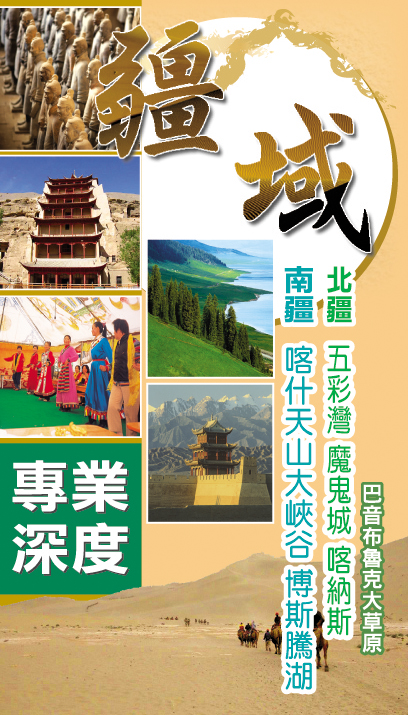 疆域
北疆 五彩灣 魔鬼城 喀納斯
南疆 喀什天山大峽谷 博斯騰湖
巴音布魯克大草原
專業
深度